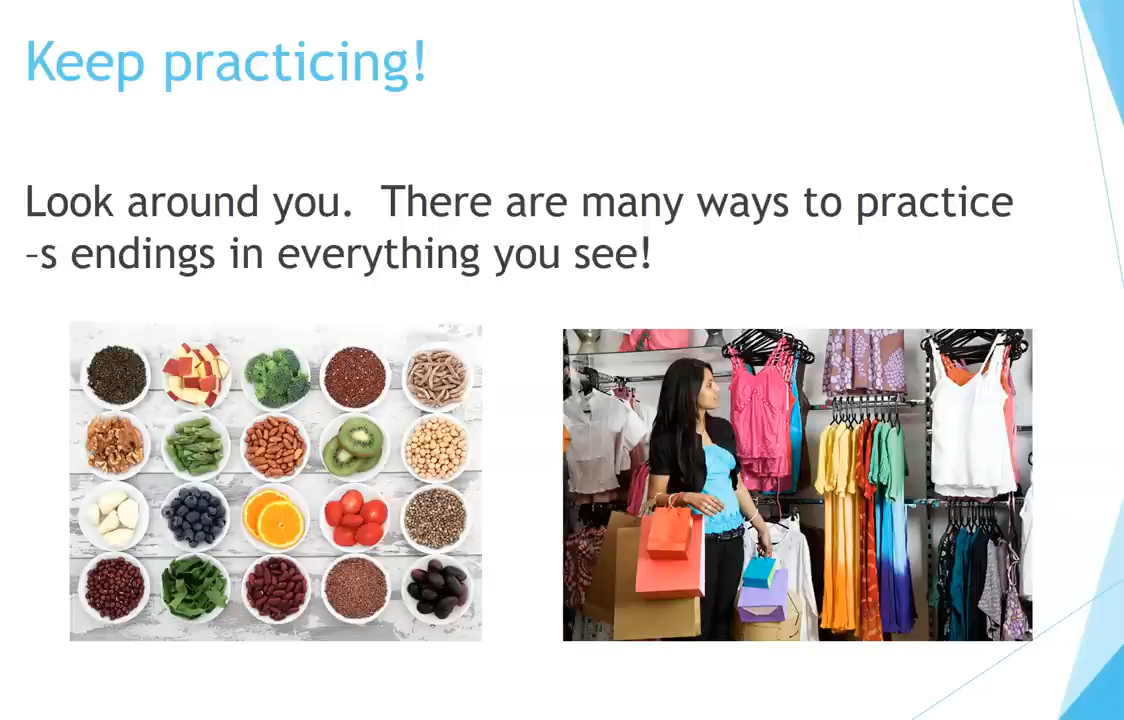 Keep practicing!
Look around you.  There are many ways to practice
–s endings in everything you see!